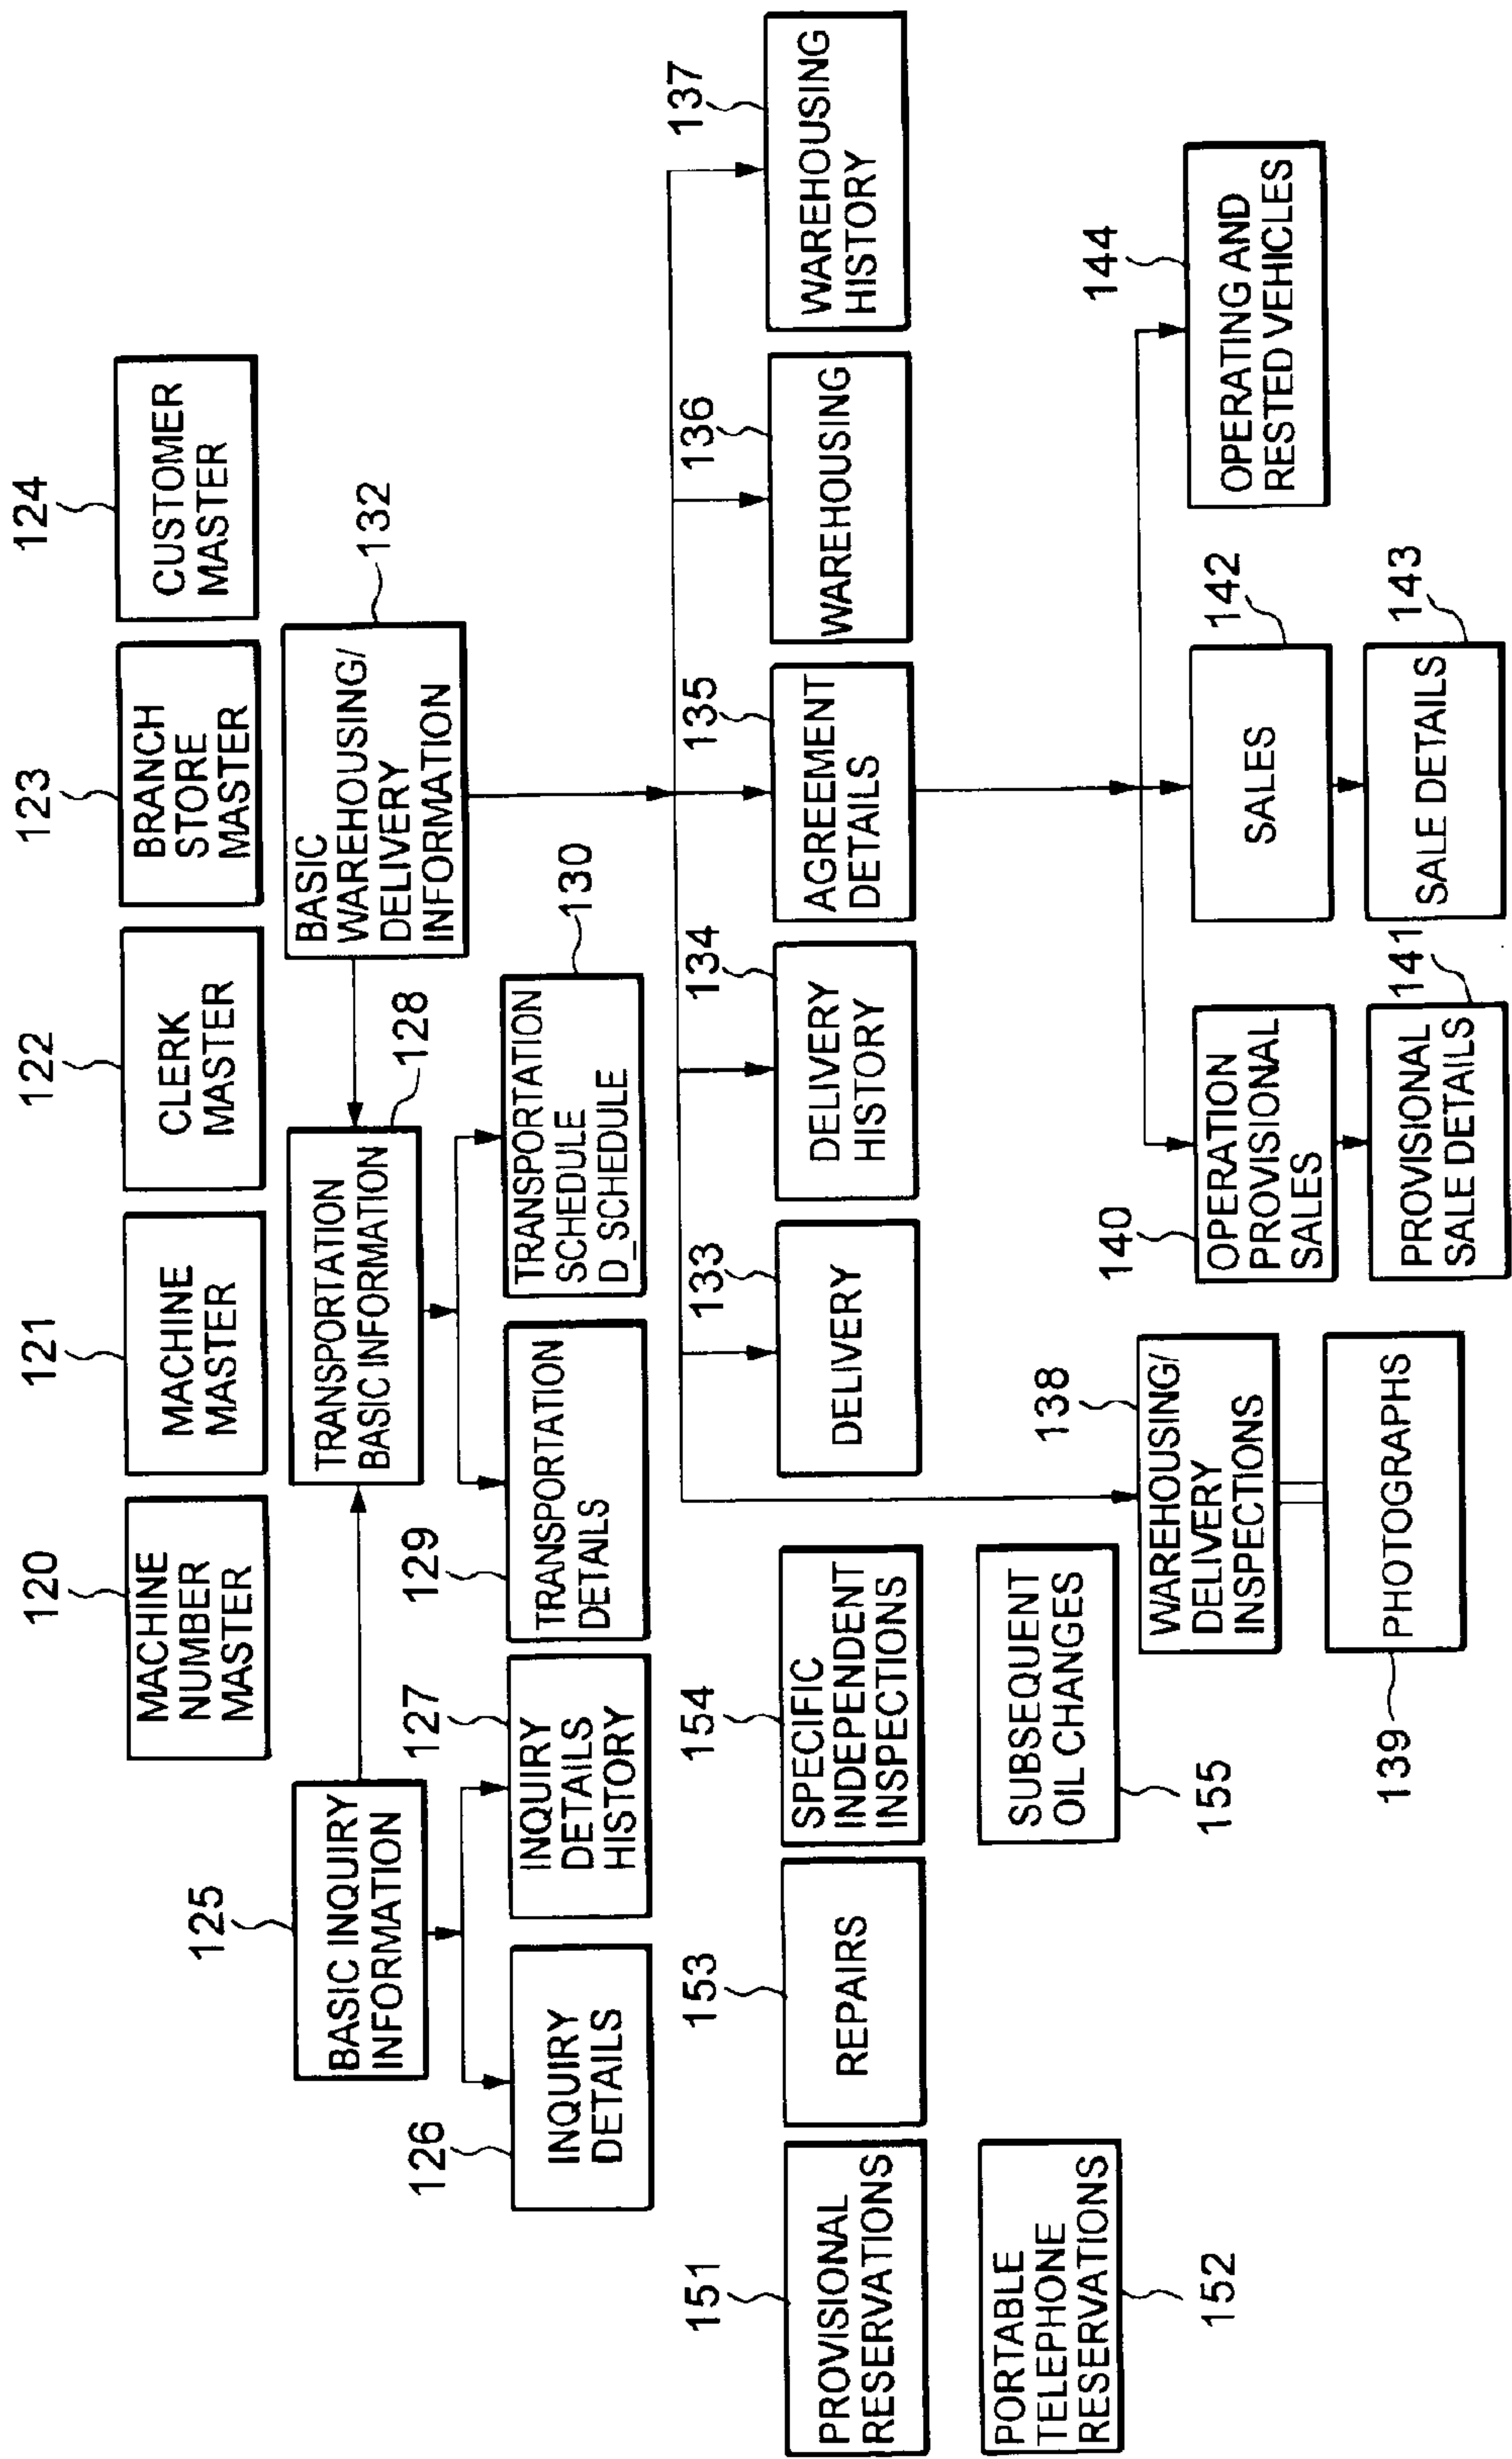 120
MACHINE
NUMBER
MASTER
121
MACHINE
MASTER
122
CLERK
MASTER
123
BRANCH
STORE
MASTER
124
CUSTOMER
MASTER
125
BASIC INQUIRY
INFORMATION
TRANSPORTATION
BASIC INFORMATION
128
BASIC
WAREHOUSING/
DELIVERY
INFORMATION
132
126
INQUIRY
DETAILS
127
INQUIRY
DETAILS
HISTORY
129
TRANSPORTATION
DETAILS
TRANSPORTATION
SCHEDULE
D_SCHEDULE
130
151
PROVISIONAL
RESERVATIONS
153
REPAIRS
154
SPECIFIC
INDEPENDENT
INSPECTIONS
133
DELIVERY
134
DELIVERY
HISTORY
135
AGREEMENT
DETAILS
136
WAREHOUSING
137
WAREHOUSING
HISTORY
PORTABLE
TELEPHONE
RESERVATIONS
152
SUBSEQUENT
OIL CHANGES
155
138
WAREHOUSING/
DELIVERY
INSPECTIONS
139
PHOTOGRAPHS
140
OPERATION
PROVISIONAL
SALES
141
PROVISIONAL
SALE DETAILS
142
SALES
143
SALE DETAILS
144
OPERATING AND
RESTED VEHICLES